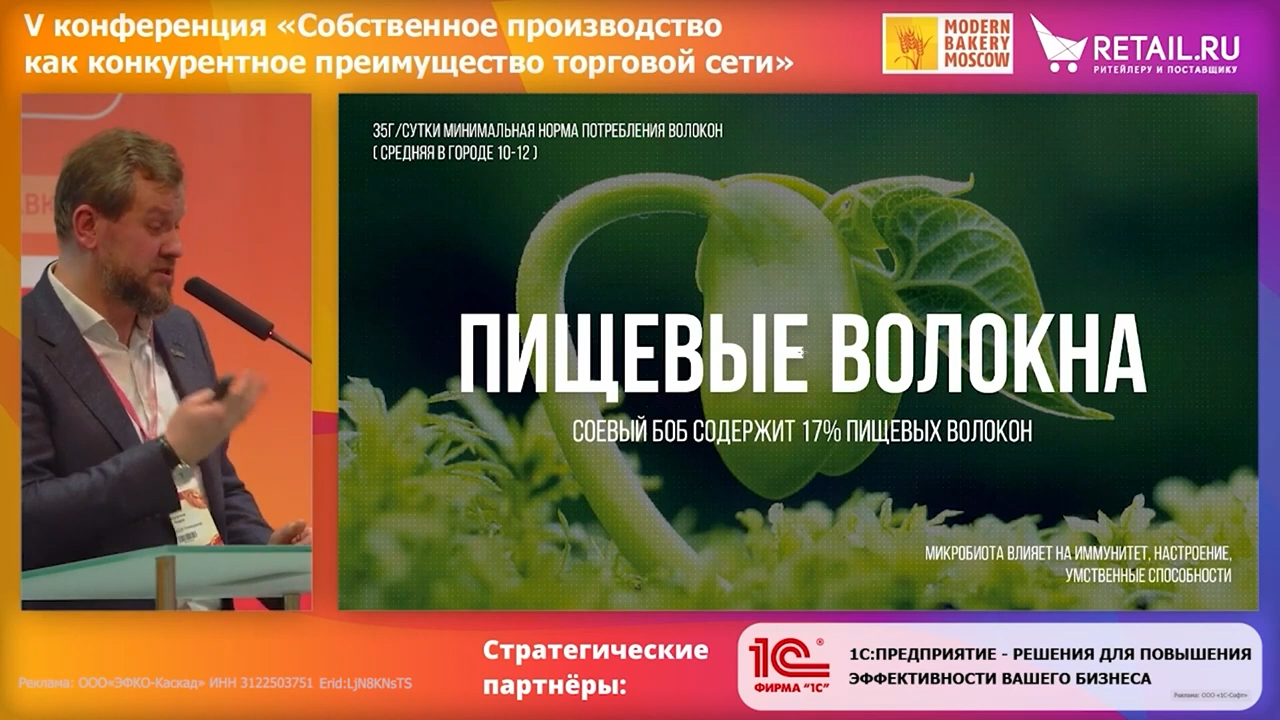 V конференция «Собственное производство
как конкурентное преимущество торговой сети»
MODERN
BAKERY
MOSCOW
RETAIL.RU
РИТЕЙЛЕРУ И ПОСТАВЩИКУ
35Г/СУТКИ МИНИМАЛЬНАЯ НОРМА ПОТРЕБЛЕНИЯ ВОЛОКОН
( СРЕДНЯЯ В ГОРОДЕ 10-12 )
ПИЩЕВЫЕ ВОЛОКНА
СОЕВЫЙ БОБ СОДЕРЖИТ 17% ПИЩЕВЫХ ВОЛОКОН
МИКРОБИОТА ВЛИЯЕТ НА ИММУНИТЕТ, НАСТРОЕНИЕ,
УМСТВЕННЫЕ СПОСОБНОСТИ
Стратегические
партнёры:
1С®
ФИРМА "1С"
1С:ПРЕДПРИЯТИЕ - РЕШЕНИЯ ДЛЯ ПОВЫШЕНИЯ
ЭФФЕКТИВНОСТИ ВАШЕГО БИЗНЕСА
Реклама: ООО «1С-Софт»
Реклама: ООО«ЭФКО-Каскад» ИНН 3122503751 Erid:LjN8KNsTS